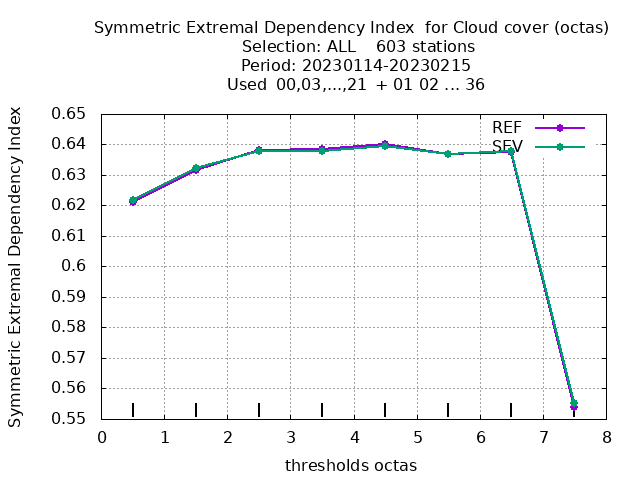 Symmetric Extremal Dependency Index for Cloud cover (octas)
Selection: ALL 603 stations
Period: 20230114-20230215
Used 00,03,...,21 + 01 02 ... 36
Symmetric Extremal Dependency Index
0.65
0.64
0.63
0.62
0.61
0.6
0.59
0.58
0.57
0.56
0.55
REF
SEV
0 1 2 3 4 5 6 7 8
thresholds octas